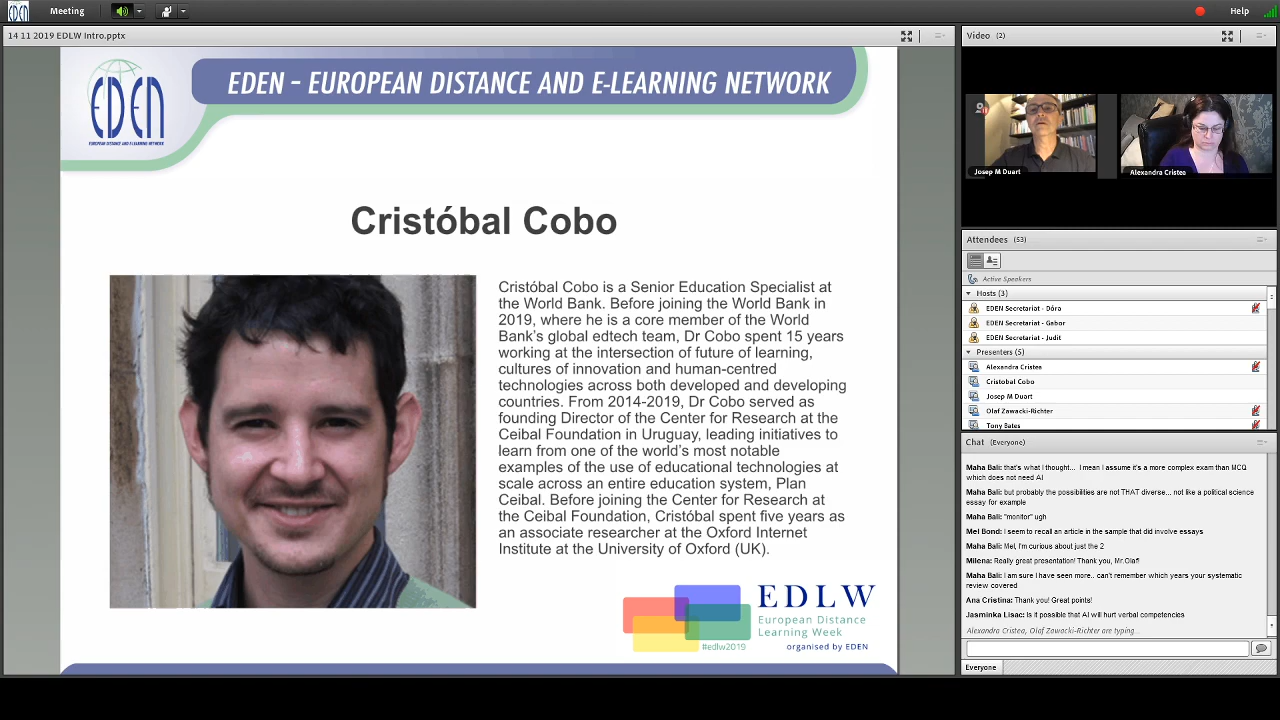 Meeting
Help
14 11 2019 EDLW Intro.pptx
EDEN
EUROPEAN DISTANCE AND E-LEARNING NETWORK
EDEN – EUROPEAN DISTANCE AND E-LEARNING NETWORK
Cristóbal Cobo
Cristóbal Cobo is a Senior Education Specialist at
the World Bank. Before joining the World Bank in
2019, where he is a core member of the World
Bank's global edtech team, Dr Cobo spent 15 years
working at the intersection of future of learning,
cultures of innovation and human-centred
technologies across both developed and developing
countries. From 2014-2019, Dr Cobo served as
founding Director of the Center for Research at the
Ceibal Foundation in Uruguay, leading initiatives to
learn from one of the world's most notable
examples of the use of educational technologies at
scale across an entire education system, Plan
Ceibal. Before joining the Center for Research at
the Ceibal Foundation, Cristóbal spent five years as
an associate researcher at the Oxford Internet
Institute at the University of Oxford (UK).
EDLW
European Distance
Learning Week
#edlw2019
organised by EDEN
Video (2)
Josep M Duart
Alexandra Cristea
Attendees (53)
Active Speakers
Hosts (3)
EDEN Secretariat - Dóra
EDEN Secretariat - Gabor
EDEN Secretariat - Judit
Presenters (5)
Alexandra Cristea
Cristobal Cobo
Josep M Duart
Olaf Zawacki-Richter
Tony Bates
Chat (Everyone)
Maha Bali: that's what I thought... I mean I assume it's a more complex exam than MCQ
which does not need AI
Maha Bali: but probably the possibilities are not THAT diverse... not like a political science
essay for example
Maha Bali: "monitor" ugh
Mel Bond: I seem to recall an article in the sample that did involve essays
Maha Bali: Mel, I'm curious about just the 2
Milena: Really great presentation! Thank you, Mr.Olaf!
Maha Bali: I am sure I have seen more.. can't remember which years your systematic
review covered
Ana Cristina: Thank you! Great points!
Jasminka Lisac: Is it possible that AI will hurt verbal competencies
Alexandra Cristea, Olaf Zawacki-Richter are typing...
Everyone